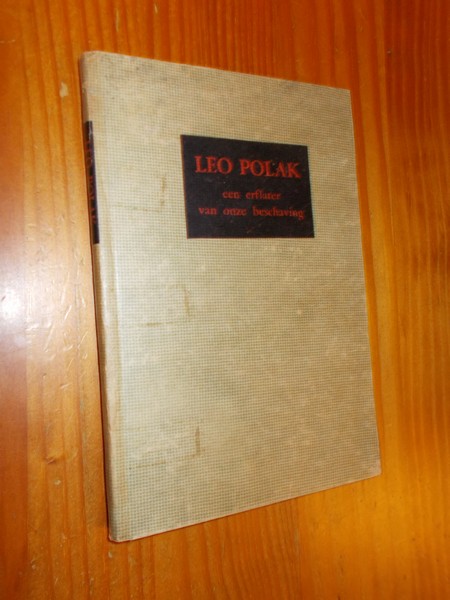 LEO POLAK
een erflater
van onze beschaving